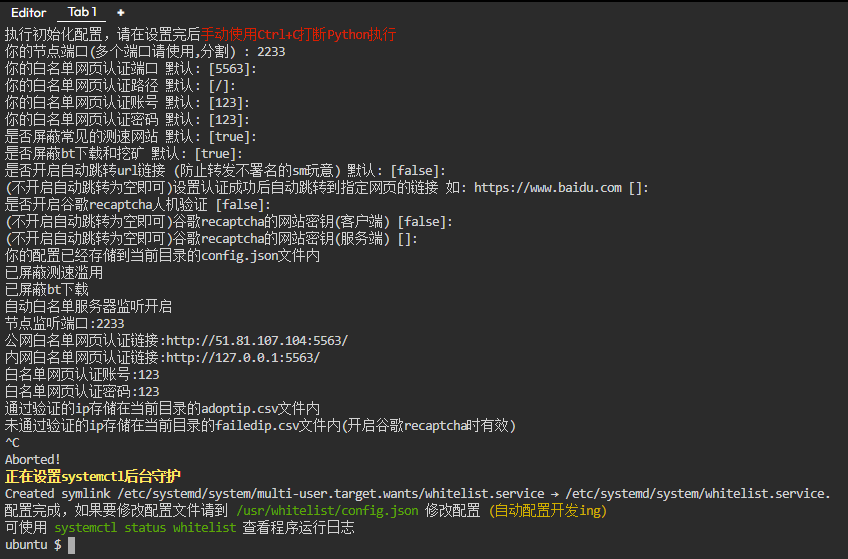 Editor Tab 1 +
执行初始化配置，请在设置完后手动使用Ctrl+C打断Python执行
你的节点端口(多个端口请使用,分割) : 2233
你的白名单网页认证端口 默认: [5563]:
你的白名单网页认证路径 默认: [/]:
你的白名单网页认证账号 默认: [123]:
你的白名单网页认证密码 默认: [123]:
是否屏蔽常见的测速网站 默认: [true]:
是否屏蔽bt下载和挖矿 默认: [true]:
是否开启自动跳转url链接 (防止转发不署名的sm玩意) 默认: [false]:
(不开启自动跳转为空即可)设置认证成功后自动跳转到指定网页的链接 如: https://www.baidu.com []:
是否开启谷歌recaptcha人机验证 [false]:
(不开启自动跳转为空即可)谷歌recaptcha的网站密钥(客户端) [false]:
(不开启自动跳转为空即可)谷歌recaptcha的网站密钥(服务端) []:
你的配置已经存储到当前目录的config.json文件内
已屏蔽测速滥用
已屏蔽bt下载
自动白名单服务器监听开启
节点监听端口:2233
公网白名单网页认证链接:http://51.81.107.104:5563/
内网白名单网页认证链接:http://127.0.0.1:5563/
白名单网页认证账号:123
白名单网页认证密码:123
通过验证的ip存储在当前目录的adoptip.csv文件内
未通过验证的ip存储在当前目录的failedip.csv文件内(开启谷歌recaptcha时有效)
^C
Aborted!
正在设置systemctl后台守护
Created symlink /etc/systemd/system/multi-user.target.wants/whitelist.service → /etc/systemd/system/whitelist.service.
配置完成，如果要修改配置文件请到 /usr/whitelist/config.json 修改配置 (自动配置开发ing)
可使用 systemctl status whitelist 查看程序运行日志
ubuntu $